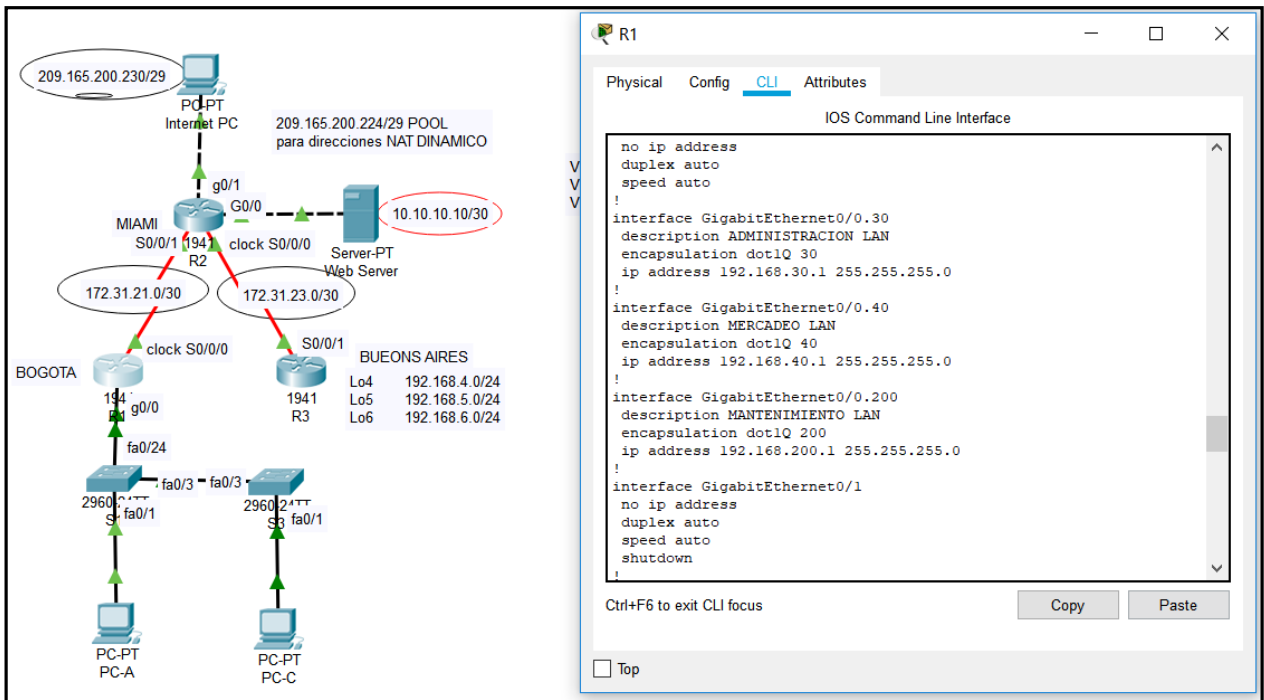 209.165.200.230/29
PC-PT
Internet PC
209.165.200.224/29 POOL
para direcciones NAT DINAMICO
g0/1
G0/0
MIAMI
S0/0/1
1941
clock S0/0/0
R2
10.10.10.10/30
Server-PT
Web Server
172.31.21.0/30
172.31.23.0/30
clock S0/0/0
S0/0/1
BUEONS AIRES
BOGOTA
Lo4 192.168.4.0/24
Lo5 192.168.5.0/24
Lo6 192.168.6.0/24
g0/0
R1
1941
R3
fa0/24
fa0/3
fa0/3
fa0/1
S3
fa0/1
PC-PT
PC-A
PC-PT
PC-C
V
V
V
R1
Physical Config CLI Attributes
IOS Command Line Interface
no ip address
duplex auto
speed auto
!
interface GigabitEthernet0/0.30
description ADMINISTRACION LAN
encapsulation dot1Q 30
ip address 192.168.30.1 255.255.255.0
!
interface GigabitEthernet0/0.40
description MERCADEO LAN
encapsulation dot1Q 40
ip address 192.168.40.1 255.255.255.0
!
interface GigabitEthernet0/0.200
description MANTENIMIENTO LAN
encapsulation dot1Q 200
ip address 192.168.200.1 255.255.255.0
!
interface GigabitEthernet0/1
no ip address
duplex auto
speed auto
shutdown
!
Ctrl+F6 to exit CLI focus
Copy
Paste
Top